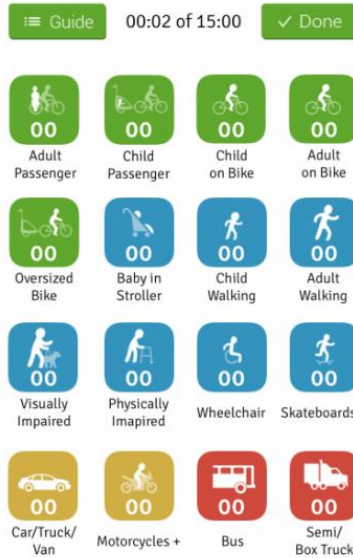 Guide 00:02 of 15:00 Done
00 00 00 00
Adult Passenger Child Passenger Child on Bike Adult on Bike
00 00 00 00
Oversized Bike Baby in Stroller Child Walking Adult Walking
00 00 00 00
Visually Impaired Physically Imapired Wheelchair Skateboards
00 00 00 00
Car/Truck/ Van Motorcycles + Bus Semi/ Box Truck